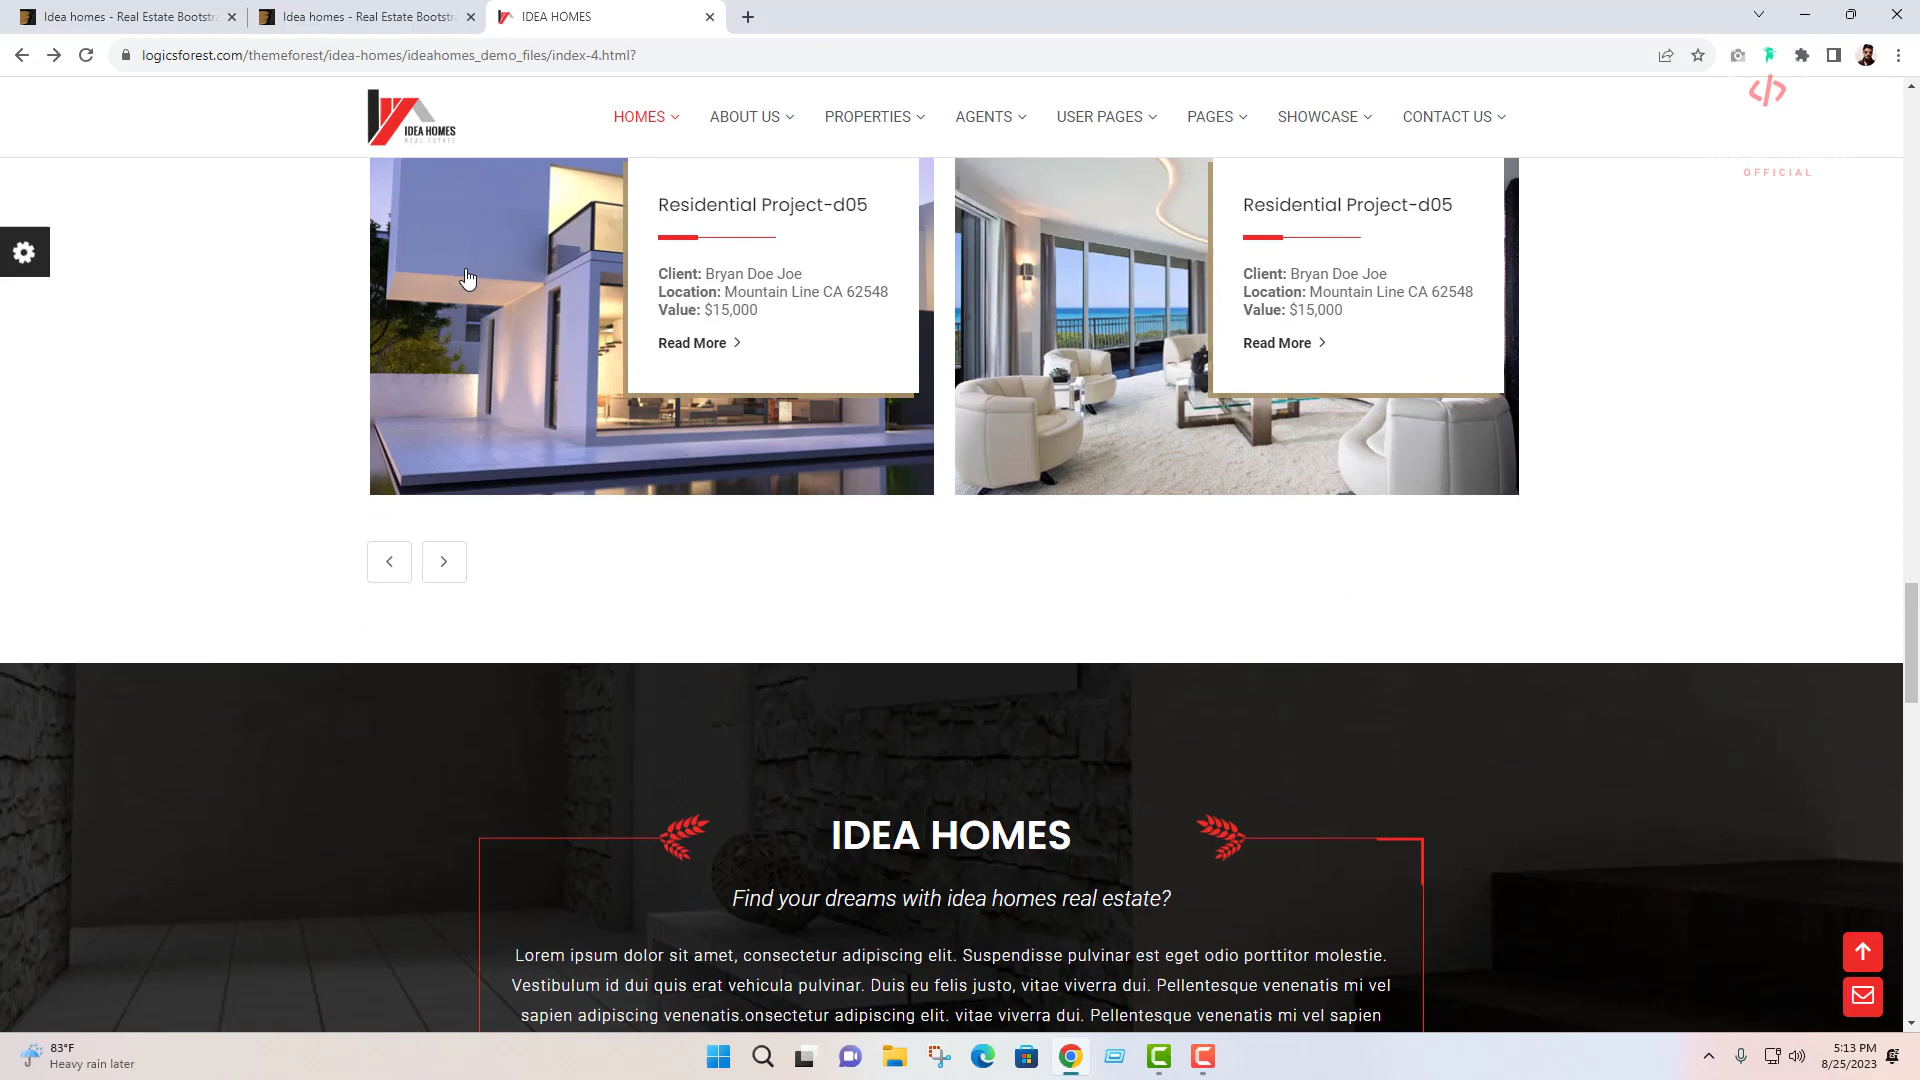 Idea homes - Real Estate Bootstr
Idea homes - Real Estate Bootstr
IDEA HOMES
logicsforest.com/themeforest/idea-homes/ideahomes_demo_files/index-4.html?
IDEA HOMES
REAL ESTATE
HOMES
ABOUT US
PROPERTIES
AGENTS
USER PAGES
PAGES
SHOWCASE
CONTACT US
</>
OFFICIAL
Residential Project-d05
Client: Bryan Doe Joe
Location: Mountain Line CA 62548
Value: $15,000
Read More
Residential Project-d05
Client: Bryan Doe Joe
Location: Mountain Line CA 62548
Value: $15,000
Read More
IDEA HOMES
Find your dreams with idea homes real estate?
Lorem ipsum dolor sit amet, consectetur adipiscing elit. Suspendisse pulvinar est eget odio porttitor molestie.
Vestibulum id dui quis erat vehicula pulvinar. Duis eu felis justo, vitae viverra dui. Pellentesque venenatis mi vel
sapien adipiscing venenatis.onsectetur adipiscing elit. vitae viverra dui. Pellentesque venenatis mi vel sapien
83°F
Heavy rain later
5:13 PM
8/25/2023